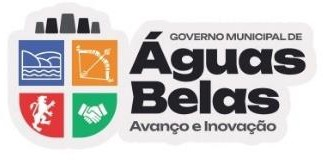 GOVERNO MUNICIPAL DE
Águas
Belas
Avanço e Inovação